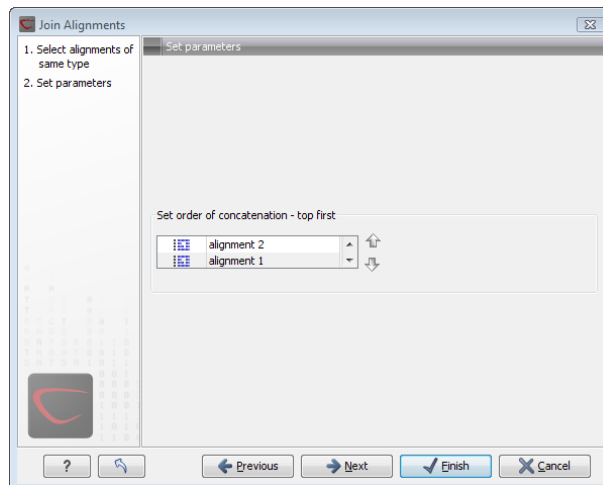 Join Alignments
1. Select alignments of
same type
2. Set parameters
Set parameters
Set order of concatenation - top first
alignment 2
alignment 1
?
Previous
Next
Finish
Cancel